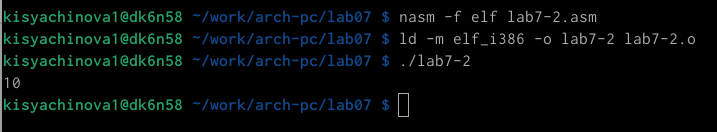 kisyachinova1@dk6n58 ~/work/arch-pc/lab07 $ nasm -f elf lab7-2.asm
kisyachinova1@dk6n58 ~/work/arch-pc/lab07 $ ld -m elf_i386 -o lab7-2 lab7-2.o
kisyachinova1@dk6n58 ~/work/arch-pc/lab07 $ ./lab7-2
10
kisyachinova1@dk6n58 ~/work/arch-pc/lab07 $